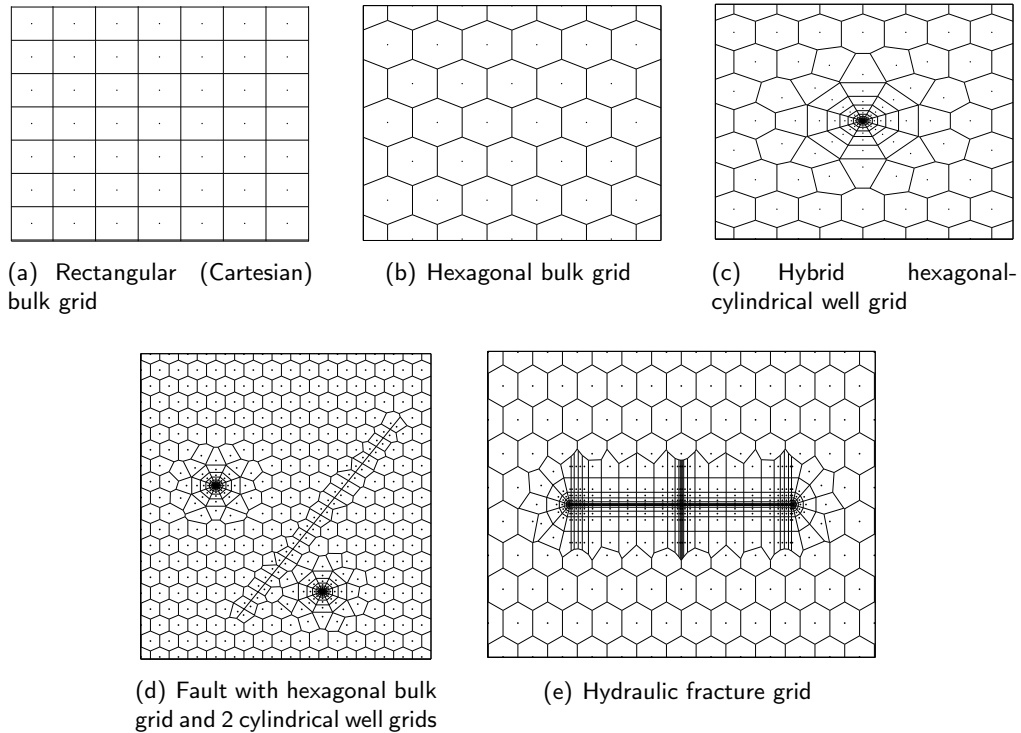 (a) Rectangular (Cartesian)
bulk grid
(b) Hexagonal bulk grid
(c) Hybrid hexagonal-
cylindrical well grid
(d) Fault with hexagonal bulk
grid and 2 cylindrical well grids
(e) Hydraulic fracture grid